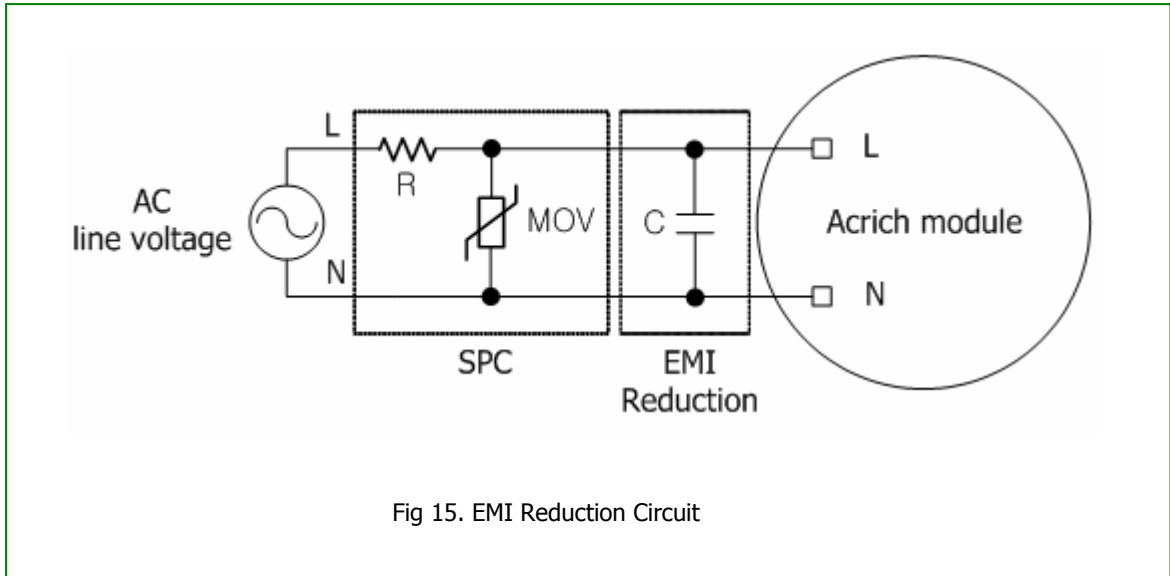 L
R
AC
line voltage
MOV
C
L
Acrich module
N
N
SPC
EMI
Reduction
Fig 15. EMI Reduction Circuit